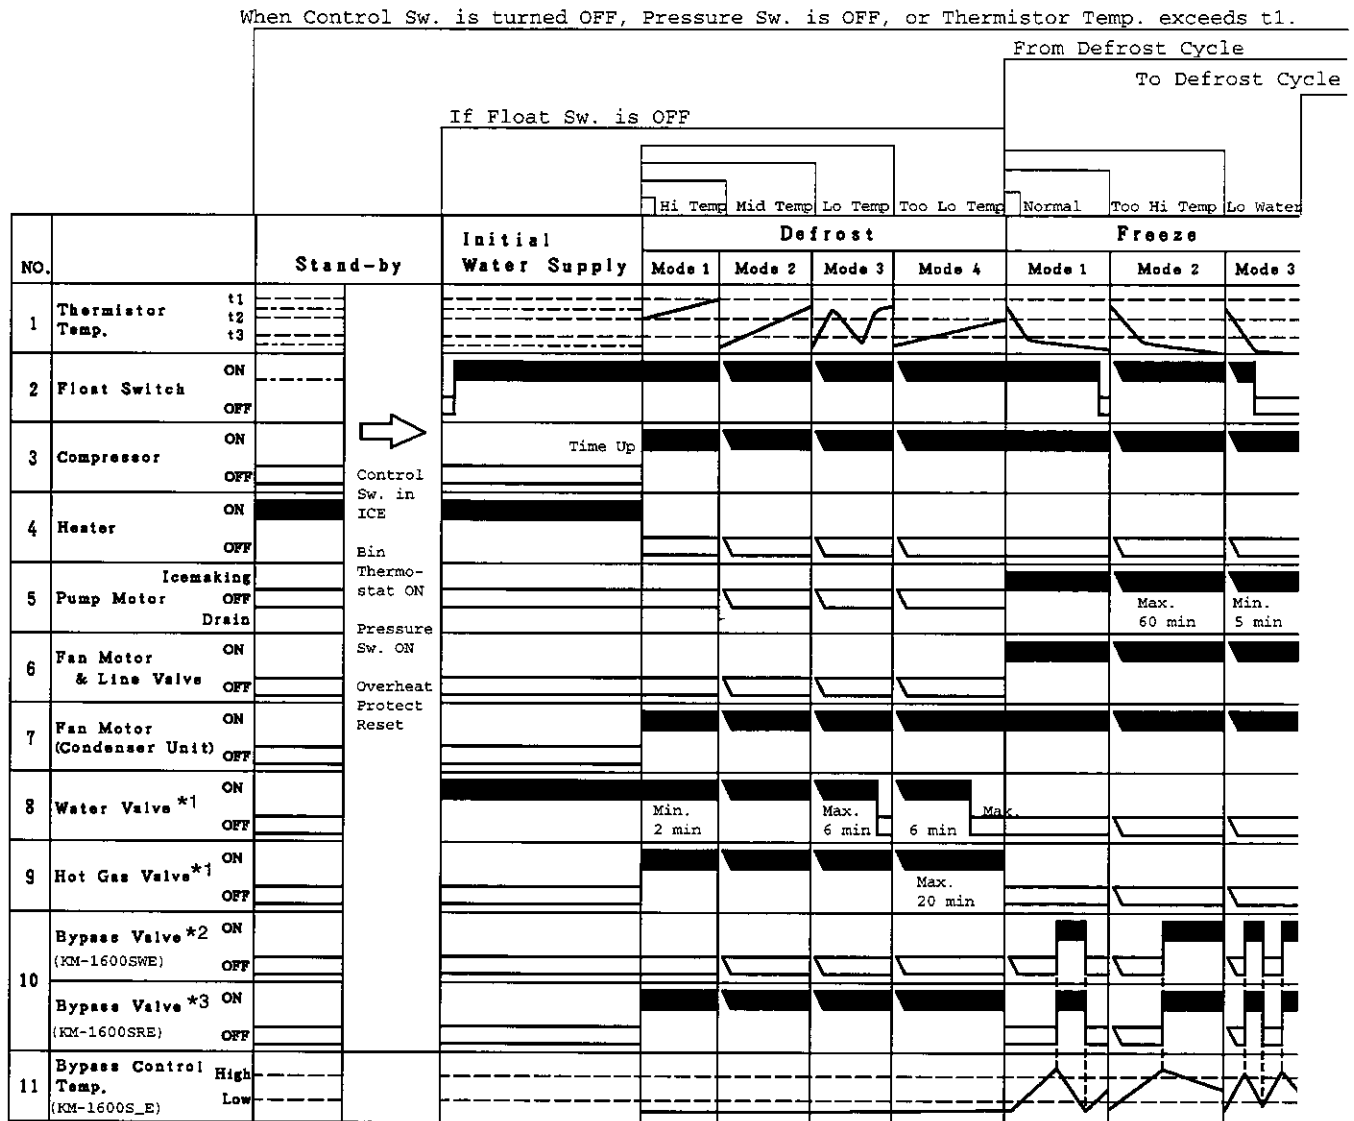 When Control Sw. is turned OFF, Pressure Sw. is OFF, or Thermistor Temp. exceeds t1.
From Defrost Cycle
To Defrost Cycle
If Float Sw. is OFF
Hi Temp Mid Temp Lo Temp Too Lo Temp Normal Too Hi Temp Lo Water
NO. Stand-by Initial Water Supply Defrost Freeze
Mode 1 Mode 2 Mode 3 Mode 4 Mode 1 Mode 2 Mode 3
1 Thermistor Temp. t1 t2 t3
2 Float Switch ON OFF
3 Compressor ON OFF
Time Up
Control
Sw. in
ICE
Bin
Thermo-
stat ON
Pressure
Sw. ON
Overheat
Protect
Reset
4 Heater ON OFF
5 Pump Motor Icemaking OFF Drain
Max.
60 min
Min.
5 min
6 Fan Motor
& Line Valve ON OFF
7 Fan Motor
(Condenser Unit) ON OFF
8 Water Valve *1 ON OFF
Min.
2 min
Max.
6 min
6 min
Max.
9 Hot Gas Valve *1 ON OFF
Max.
20 min
10 Bypass Valve *2 ON OFF
(KM-1600SWE)
Bypass Valve *3 ON OFF
(KM-1600SRE)
11 Bypass Control
Temp. High Low
(KM-1600S_E)